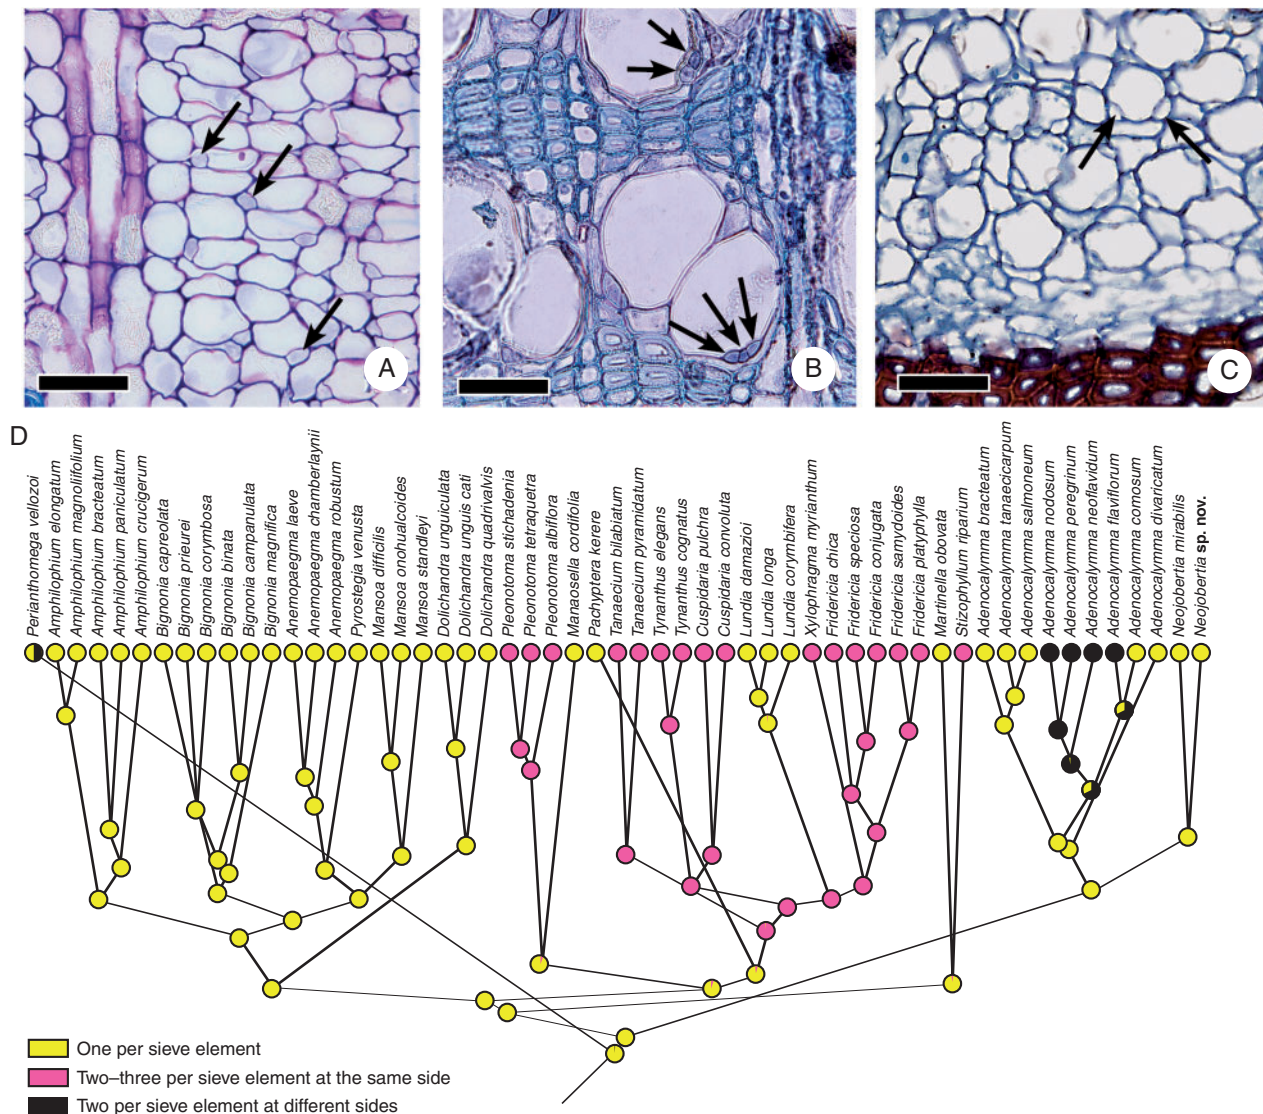 A
B
C
D
Perianthomega vellozoi
Amphilophium elongatum
Amphilophium magnoliifolium
Amphilophium bracteatum
Amphilophium paniculatum
Amphilophium crucigerum
Bignonia capreolata
Bignonia prieurei
Bignonia corymbosa
Bignonia binata
Bignonia campanulata
Bignonia magnifica
Anemopaegma laeve
Anemopaegma chamberlaynii
Anemopaegma robustum
Pyrostegia venusta
Mansoa difficilis
Mansoa onohualcoides
Mansoa standleyi
Dolichandra unguiculata
Dolichandra unguis cati
Dolichandra quadrivalvis
Pleonotoma stichadenia
Pleonotoma tetraquetra
Pleonotoma albiflora
Manaosella cordifolia
Pachyptera kerere
Tanaecium bilabiatum
Tanaecium pyramidatum
Tynanthus elegans
Tynanthus cognatus
Cuspidaria pulchra
Cuspidaria convoluta
Lundia damazioi
Lundia longa
Lundia corymbifera
Xylophragma myrianthum
Fridericia chica
Fridericia speciosa
Fridericia conjugata
Fridericia samydoides
Fridericia platyphylla
Martinella obovata
Stizophyllum riparium
Adenocalymma bracteatum
Adenocalymma tanaeciicarpum
Adenocalymma salmoneum
Adenocalymma nodosum
Adenocalymma peregrinum
Adenocalymma neoflavidum
Adenocalymma flaviflorum
Adenocalymma comosum
Adenocalymma divaricatum
Neojobertia mirabilis
Neojobertia sp. nov.
One per sieve element
Two–three per sieve element at the same side
Two per sieve element at different sides